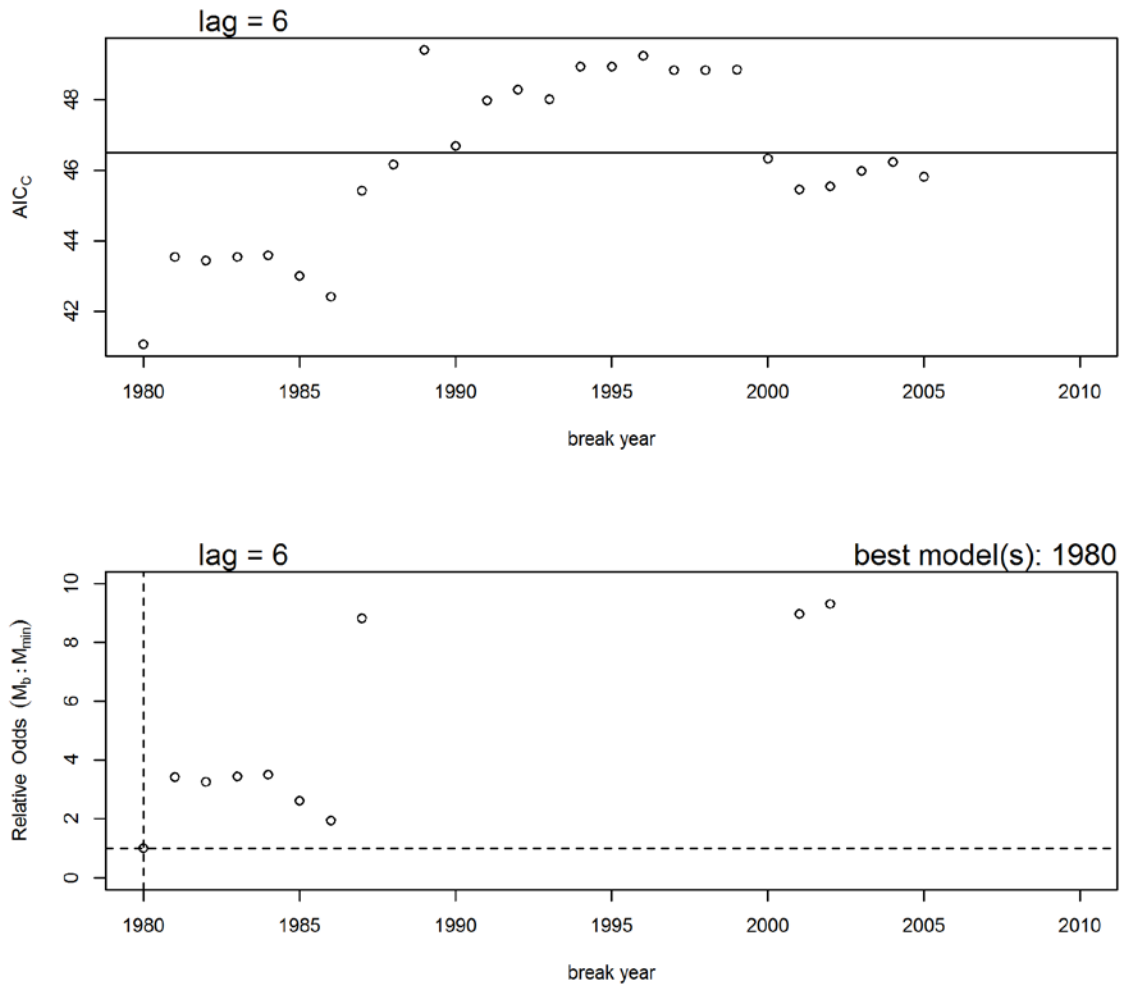 lag = 6
48
46
44
42
AICC
1980 1985 1990 1995 2000 2005 2010
break year
lag = 6 best model(s): 1980
10
8
6
4
2
0
Relative Odds (Mb : Mmin)
1980 1985 1990 1995 2000 2005 2010
break year